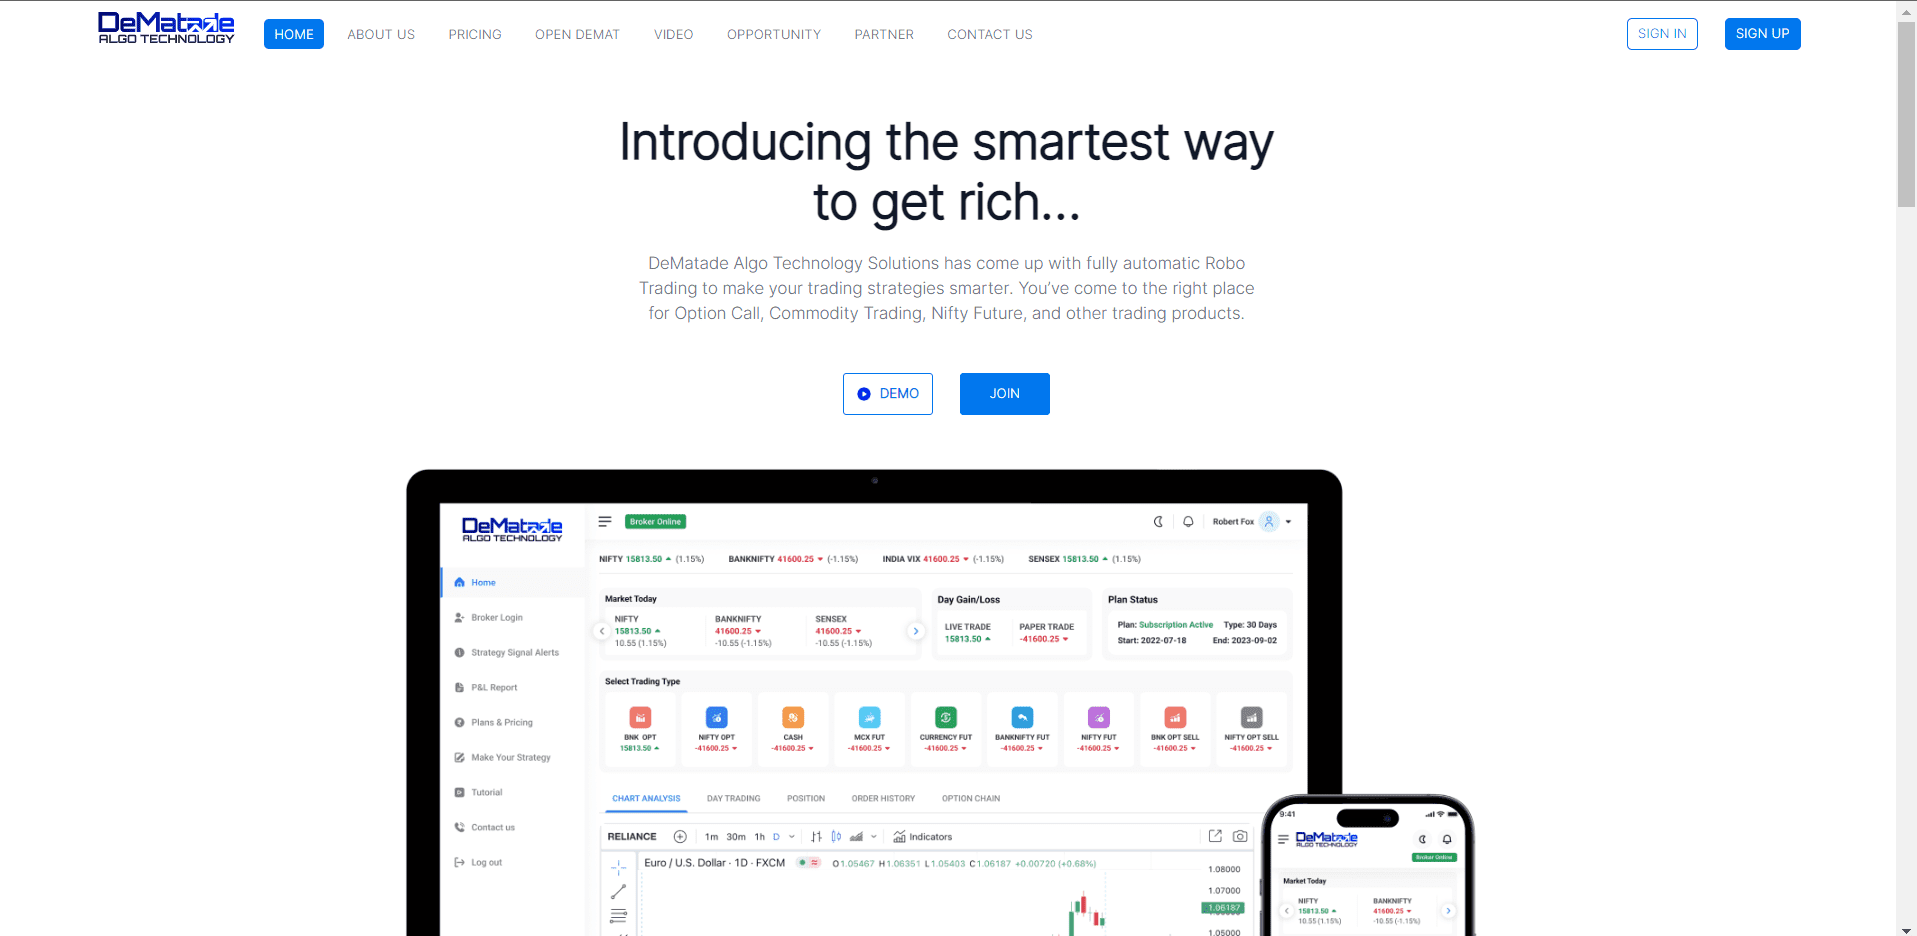 DeMatade
ALGO TECHNOLOGY
HOME ABOUT US PRICING OPEN DEMAT VIDEO OPPORTUNITY PARTNER CONTACT US SIGN IN SIGN UP
Introducing the smartest way
to get rich...
DeMatade Algo Technology Solutions has come up with fully automatic Robo
Trading to make your trading strategies smarter. You've come to the right place
for Option Call, Commodity Trading, Nifty Future, and other trading products.
DEMO JOIN
DeMatade
ALGO TECHNOLOGY
Broker Online Robert Fox
NIFTY 15813.50 (1.15%) BANKNIFTY 41600.25 (-1.15%) INDIA VIX 41600.25 (-1.15%) SENSEX 15813.50 (1.15%)
Home
Broker Login
Strategy Signal Alerts
P&L Report
Plans & Pricing
Make Your Strategy
Tutorial
Contact us
Log out
Market Today
NIFTY BANKNIFTY SENSEX
15813.50 41600.25 41600.25
10.55 (1.15%) -10.55 (-1.15%) -10.55 (-1.15%)
Day Gain/Loss
LIVE TRADE PAPER TRADE
15813.50 -41600.25
Plan Status
Plan: Subscription Active Type: 30 Days
Start: 2022-07-18 End: 2023-09-02
Select Trading Type
BNK OPT NIFTY OPT CASH MCX FUT CURRENCY FUT BANKNIFTY FUT NIFTY FUT BNK OPT SELL NIFTY OPT SELL
15813.50 -41600.25 -41600.25 -41600.25 -41600.25 -41600.25 -41600.25 -41600.25 -41600.25
CHART ANALYSIS DAY TRADING POSITION ORDER HISTORY OPTION CHAIN
RELIANCE 1m 30m 1h D Indicators
Euro / U.S. Dollar · 1D · FXCM O1.05467 H1.06351 L1.05403 C1.06187 +0.00720 (+0.68%)
1.08000
1.07000
1.06187
1.05000
9:41
DeMatade
ALGO TECHNOLOGY
Broker Online
Market Today
NIFTY BANKNIFTY
15813.50 41600.25
10.55 (1.15%) -10.55 (-1.15%)